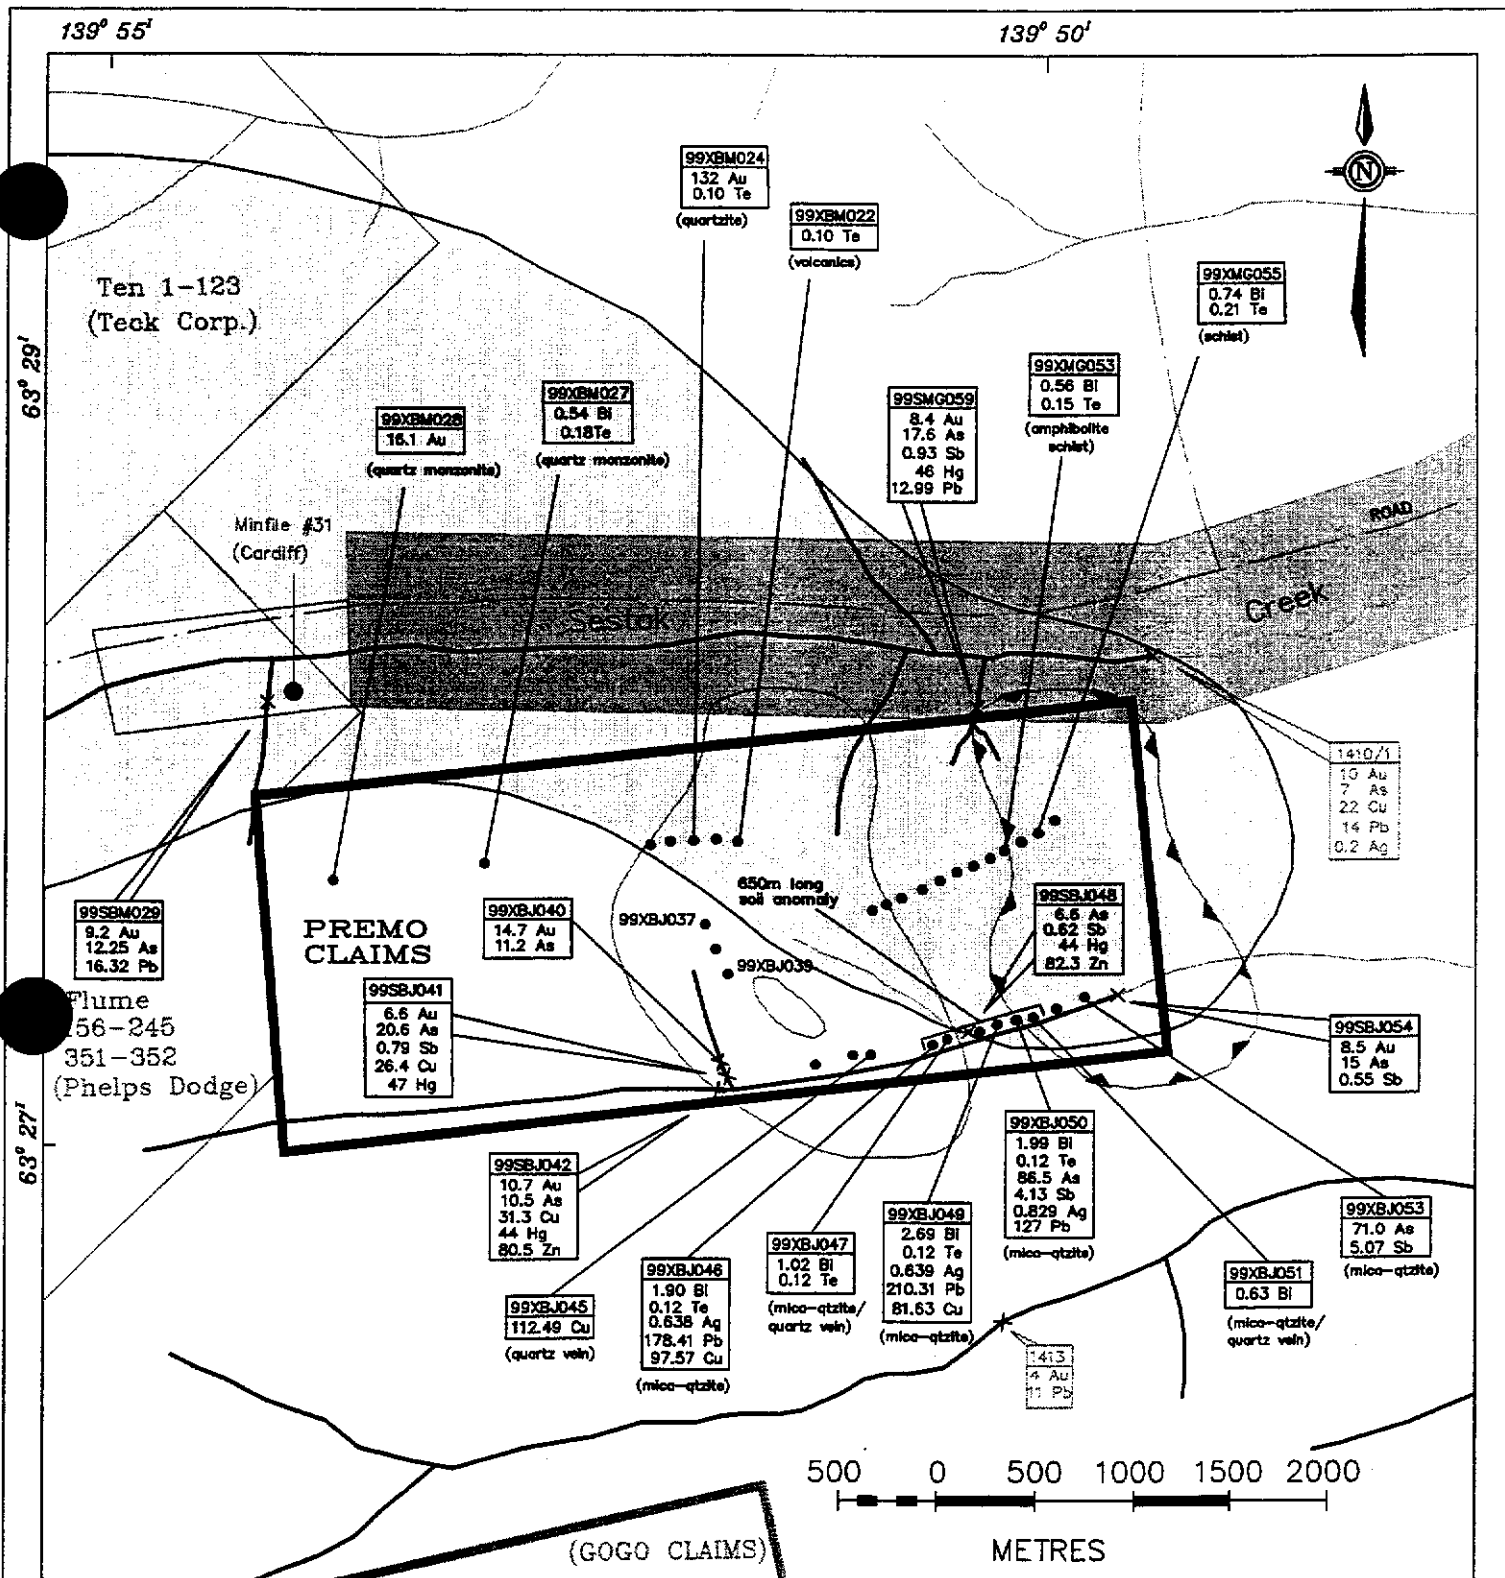 139° 55'
139° 50'
99XBM024
132 Au
0.10 Te
(quartzite)
99XBM022
0.10 Te
(volcanics)
N
99XMG055
0.74 Bi
0.21 Te
(schist)
Ten 1-123
(Teck Corp.)
63° 29'
99XMG053
0.56 Bi
0.15 Te
(amphibolite
schist)
99SMG059
8.4 Au
17.6 As
0.93 Sb
46 Hg
12.99 Pb
99XBM027
0.54 Bi
0.18Te
(quartz monzonite)
99XBM028
16.1 Au
(quartz monzonite)
Minfile #31
(Cardiff)
ROAD
Sestak
Creek
1410/1
10 Au
7 As
22 Cu
14 Pb
0.2 Ag
650m long
soil anomaly
99SBJ048
6.6 As
0.62 Sb
44 Hg
82.3 Zn
99SBM029
9.2 Au
12.25 As
16.32 Pb
PREMO
CLAIMS
99XBJ040
14.7 Au
11.2 As
99XBJ037
99XBJ039
99SBJ041
6.6 Au
20.6 As
0.79 Sb
26.4 Cu
47 Hg
Flume
56-245
351-352
(Phelps Dodge)
99SBJ054
8.5 Au
15 As
0.55 Sb
63° 27'
99SBJ042
10.7 Au
10.5 As
31.3 Cu
44 Hg
80.5 Zn
99XBJ050
1.99 Bi
0.12 Te
86.5 As
4.13 Sb
0.829 Ag
127 Pb
(mica-qtzite)
99XBJ053
71.0 As
5.07 Sb
(mica-qtzite)
99XBJ049
2.69 Bi
0.12 Te
0.639 Ag
210.31 Pb
81.63 Cu
(mica-qtzite)
99XBJ047
1.02 Bi
0.12 Te
(mica-qtzite/
quartz vein)
99XBJ046
1.90 Bi
0.12 Te
0.638 Ag
178.41 Pb
97.57 Cu
(mica-qtzite)
99XBJ051
0.63 Bi
(mica-qtzite/
quartz vein)
99XBJ045
112.49 Cu
(quartz vein)
1413
4 Au
11 Pb
500 0 500 1000 1500 2000
METRES
(GOGO CLAIMS)